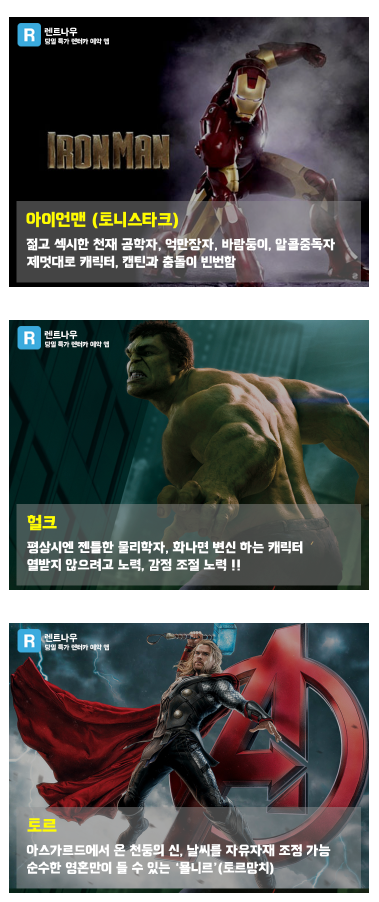 R 렌트나우
당일 특가 렌터카 예약 앱
IRON MAN
아이언맨 (토니스타크)
젊고 섹시한 천재 공학자, 억만장자, 바람둥이, 알콜중독자
제멋대로 캐릭터, 캡틴과 충돌이 빈번함
R 렌트나우
당일 특가 렌터카 예약 앱
헐크
평상시엔 젠틀한 물리학자, 화나면 변신 하는 캐릭터
열받지 않으려고 노력, 감정 조절 노력 !!
R 렌트나우
당일 특가 렌터카 예약 앱
토르
아스가르드에서 온 천둥의 신, 날씨를 자유자재 조정 가능
순수한 영혼만이 들 수 있는 '묠니르'(토르망치)